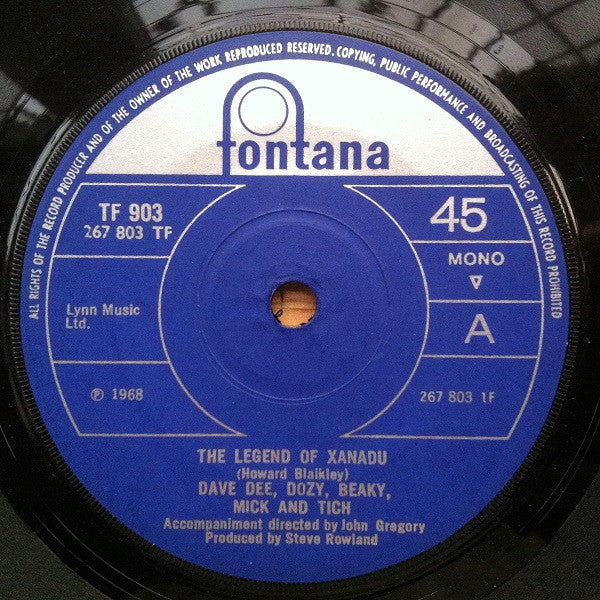 ALL RIGHTS OF THE RECORD PRODUCER AND OF THE OWNER OF THE WORK REPRODUCED RESERVED. COPYING, PUBLIC PERFORMANCE AND BROADCASTING OF THIS RECORD PROHIBITED
fontana
TF 903
267 803 TF
45
MONO
A
Lynn Music
Ltd.
℗ 1968
267 803 1F
THE LEGEND OF XANADU
(Howard Blaikley)
DAVE DEE, DOZY, BEAKY,
MICK AND TICH
Accompaniment directed by John Gregory
Produced by Steve Rowland